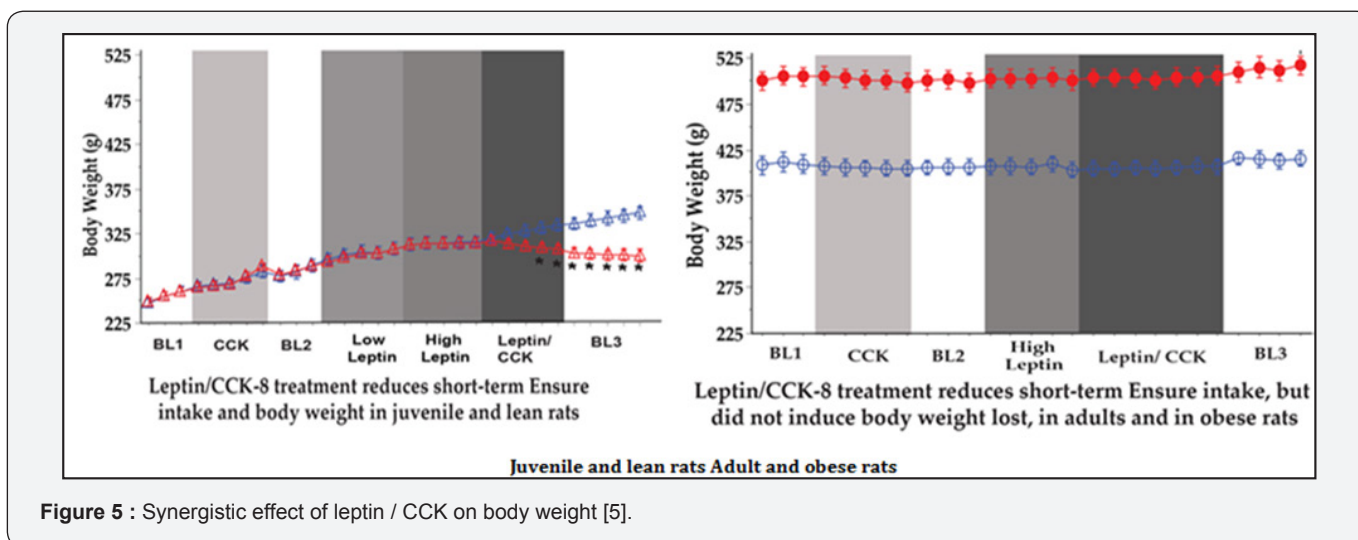 525
475
425
375
325
275
225
Body Weight (g)
BL1 CCK BL2 Low Leptin High Leptin Leptin/ CCK BL3
* * * * * * *
Leptin/CCK-8 treatment reduces short-term Ensure
intake and body weight in juvenile and lean rats
525
475
425
375
325
275
225
Body Weight (g)
BL1 CCK BL2 High Leptin Leptin/ CCK BL3
Leptin/CCK-8 treatment reduces short-term Ensure intake, but
did not induce body weight lost, in adults and in obese rats
Juvenile and lean rats Adult and obese rats
Figure 5 : Synergistic effect of leptin / CCK on body weight [5].